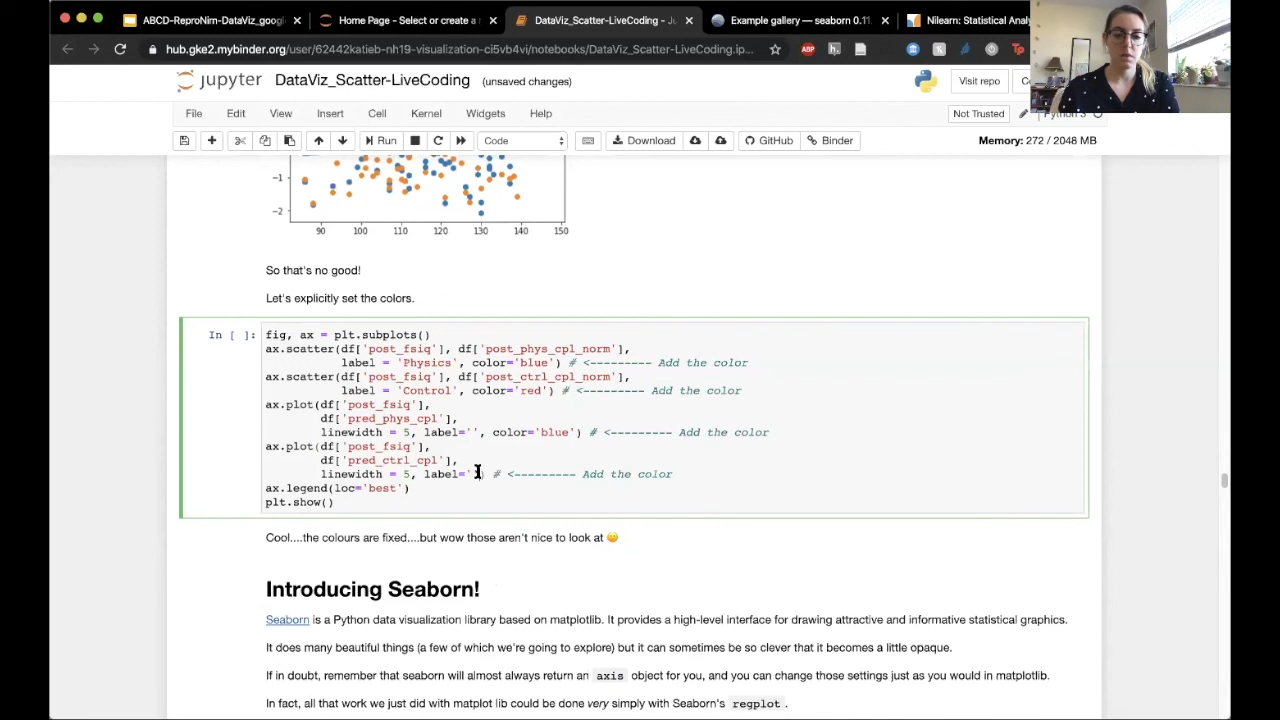 ABCD-ReproNim-DataViz_goog
Home Page - Select or create a
DataViz_Scatter-LiveCoding - Ju
Example gallery — seaborn 0.11.
Nilearn: Statistical Anal
hub.gke2.mybinder.org/user/62442katieb-nh19-visualization-ci5vb4vi/notebooks/DataViz_Scatter-LiveCoding.ip...
ABP
jupyter DataViz_Scatter-LiveCoding (unsaved changes)
Visit repo
File Edit View Insert Cell Kernel Widgets Help
Not Trusted
Python 3
Run Code Download GitHub Binder Memory: 272 / 2048 MB
−1
−2
90 100 110 120 130 140 150
So that's no good!
Let's explicitly set the colors.
In [ ]: fig, ax = plt.subplots()
ax.scatter(df['post_fsiq'], df['post_phys_cpl_norm'],
label = 'Physics', color='blue') # <--------- Add the color
ax.scatter(df['post_fsiq'], df['post_ctrl_cpl_norm'],
label = 'Control', color='red') # <--------- Add the color
ax.plot(df['post_fsiq'],
df['pred_phys_cpl'],
linewidth = 5, label='', color='blue') # <--------- Add the color
ax.plot(df['post_fsiq'],
df['pred_ctrl_cpl'],
linewidth = 5, label=' ) # <--------- Add the color
ax.legend(loc='best')
plt.show()
Cool....the colours are fixed....but wow those aren't nice to look at
Introducing Seaborn!
Seaborn is a Python data visualization library based on matplotlib. It provides a high-level interface for drawing attractive and informative statistical graphics.
It does many beautiful things (a few of which we're going to explore) but it can sometimes be so clever that it becomes a little opaque.
If in doubt, remember that seaborn will almost always return an axis object for you, and you can change those settings just as you would in matplotlib.
In fact, all that work we just did with matplot lib could be done very simply with Seaborn's regplot .